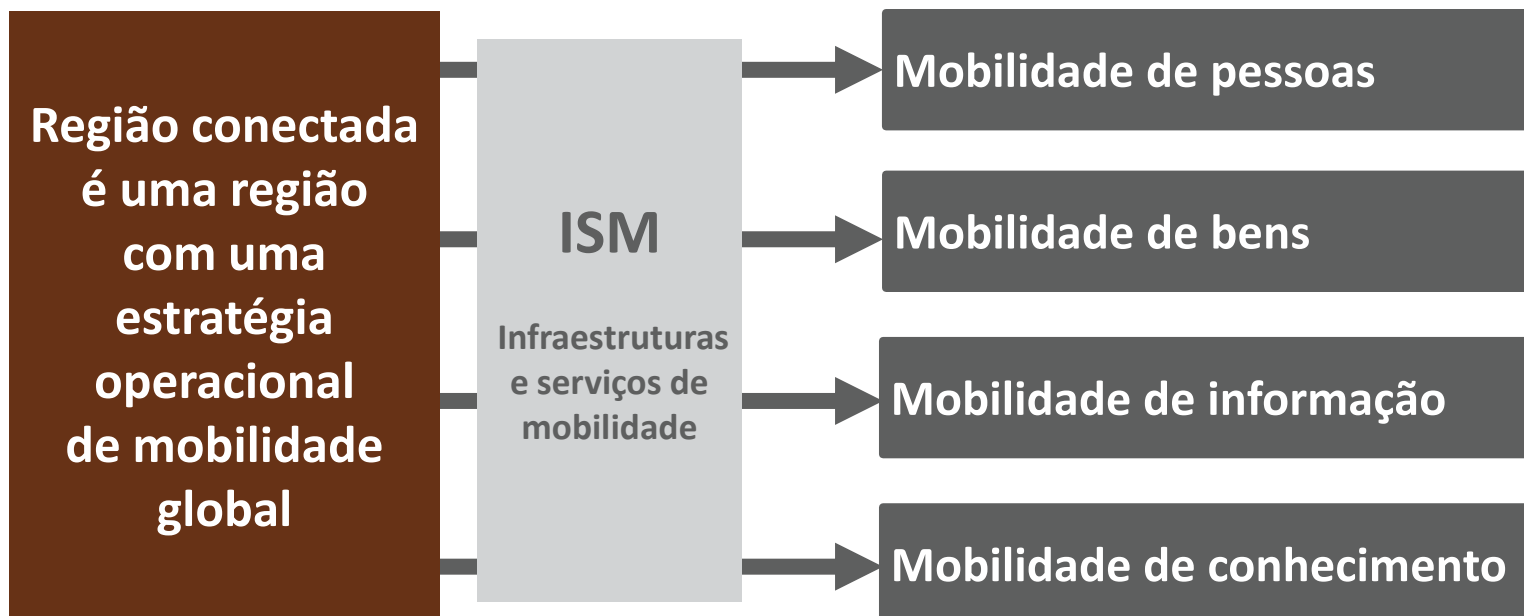 Região conectada
é uma região
com uma
estratégia
operacional
de mobilidade
global
ISM
Infraestruturas
e serviços de
mobilidade
Mobilidade de pessoas
Mobilidade de bens
Mobilidade de informação
Mobilidade de conhecimento